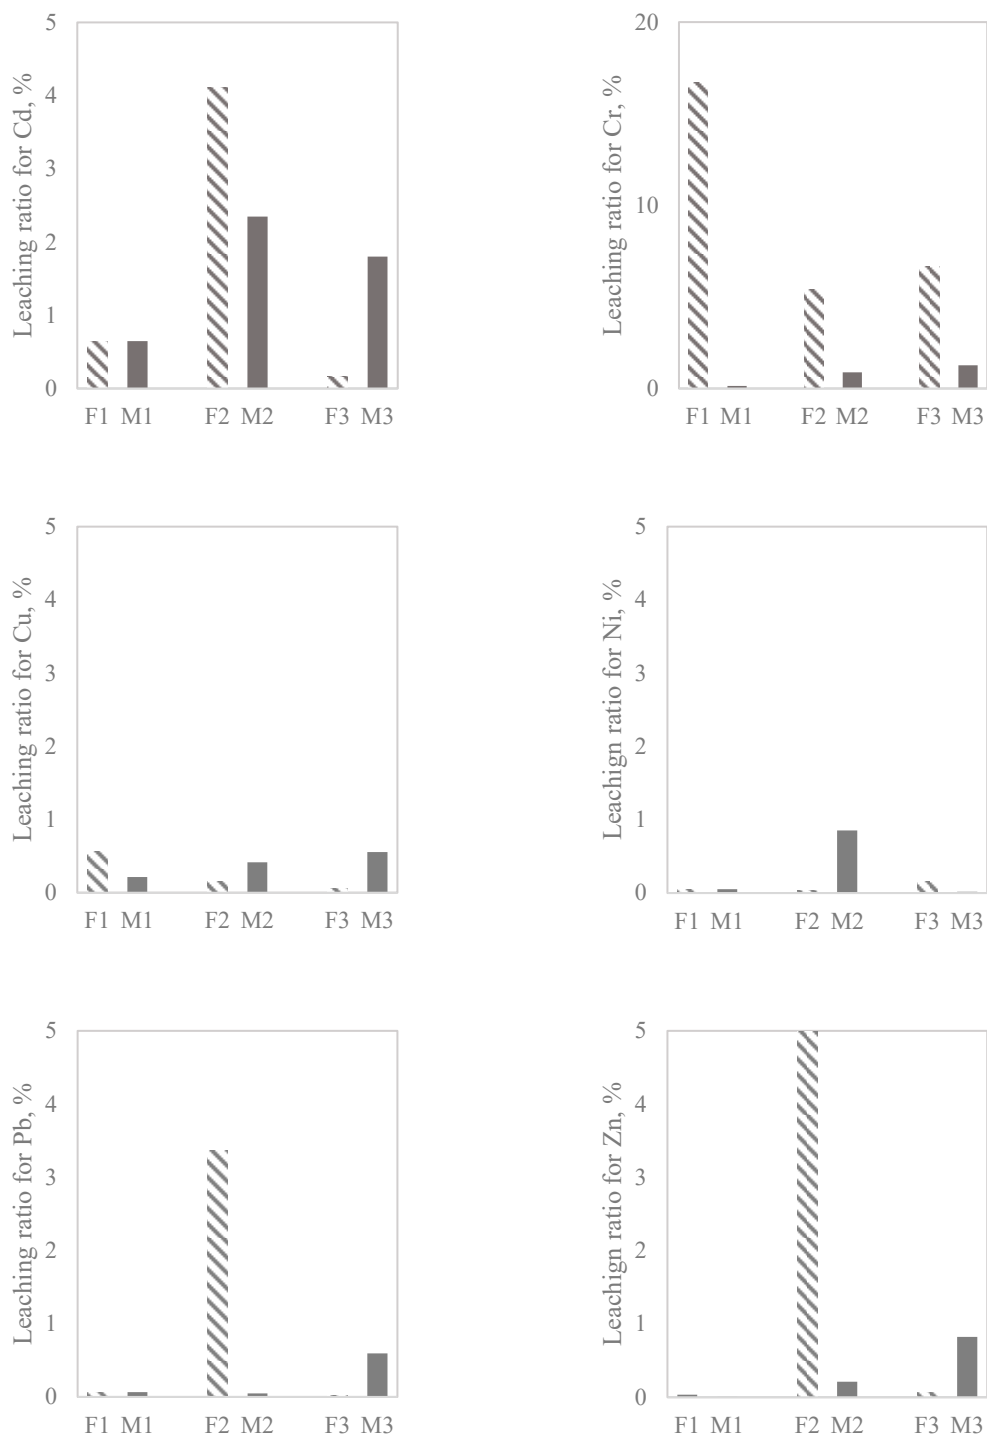 Leaching ratio for Cd, %
5
4
3
2
1
0
F1 M1 F2 M2 F3 M3
Leaching ratio for Cr, %
20
10
0
F1 M1 F2 M2 F3 M3
Leaching ratio for Cu, %
5
4
3
2
1
0
F1 M1 F2 M2 F3 M3
Leachign ratio for Ni, %
5
4
3
2
1
0
F1 M1 F2 M2 F3 M3
Leaching ratio for Pb, %
5
4
3
2
1
0
F1 M1 F2 M2 F3 M3
Leachign ratio for Zn, %
5
4
3
2
1
0
F1 M1 F2 M2 F3 M3